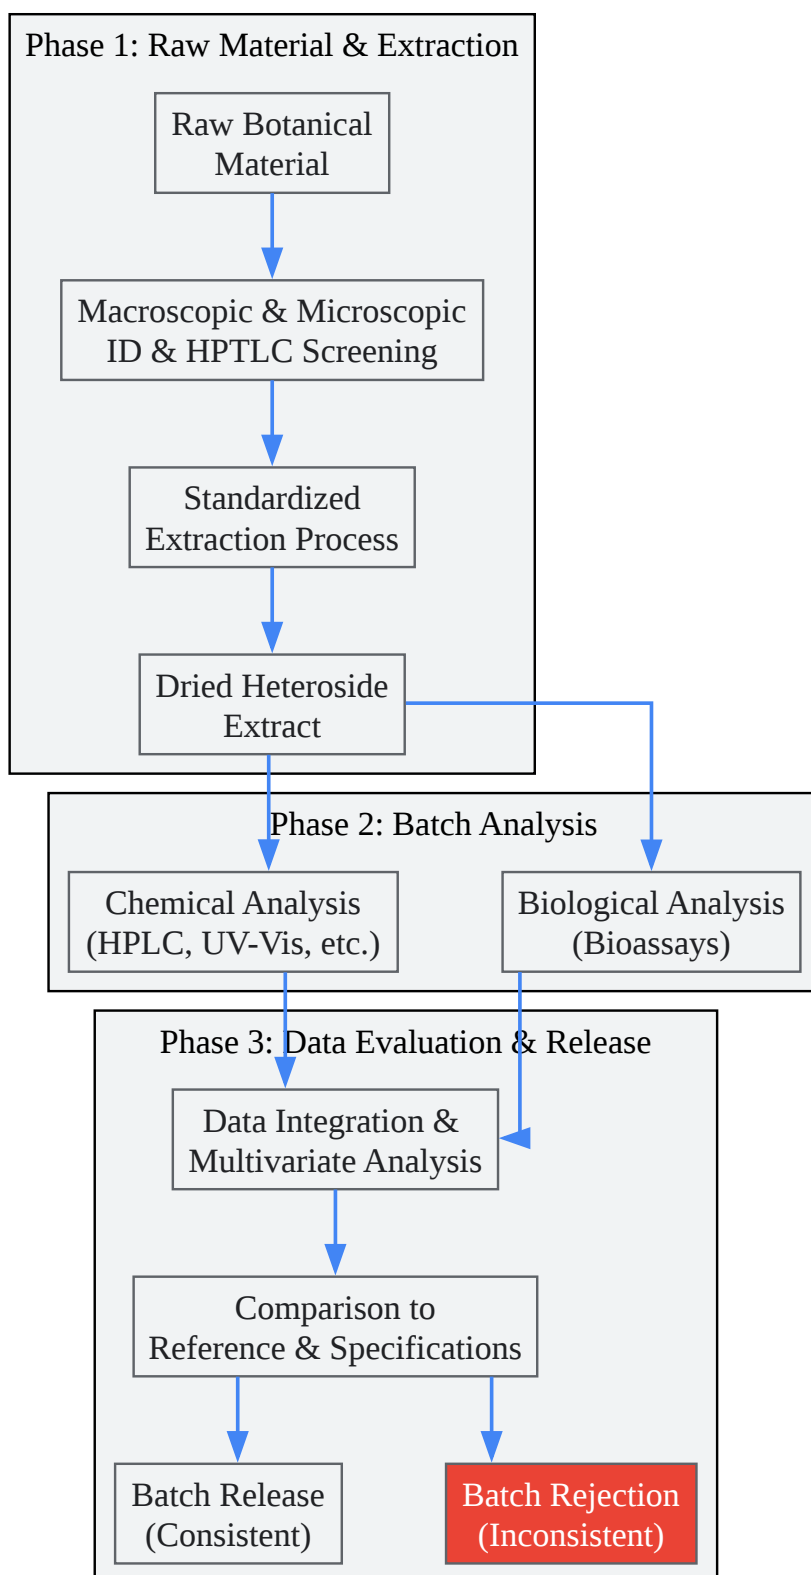 Phase 1: Raw Material & Extraction
Raw Botanical
Material
Macroscopic & Microscopic
ID & HPTLC Screening
Standardized
Extraction Process
Dried Heteroside
Extract
Phase 2: Batch Analysis
Chemical Analysis
(HPLC, UV-Vis, etc.)
Biological Analysis
(Bioassays)
Phase 3: Data Evaluation & Release
Data Integration &
Multivariate Analysis
Comparison to
Reference & Specifications
Batch Release
(Consistent)
Batch Rejection
(Inconsistent)